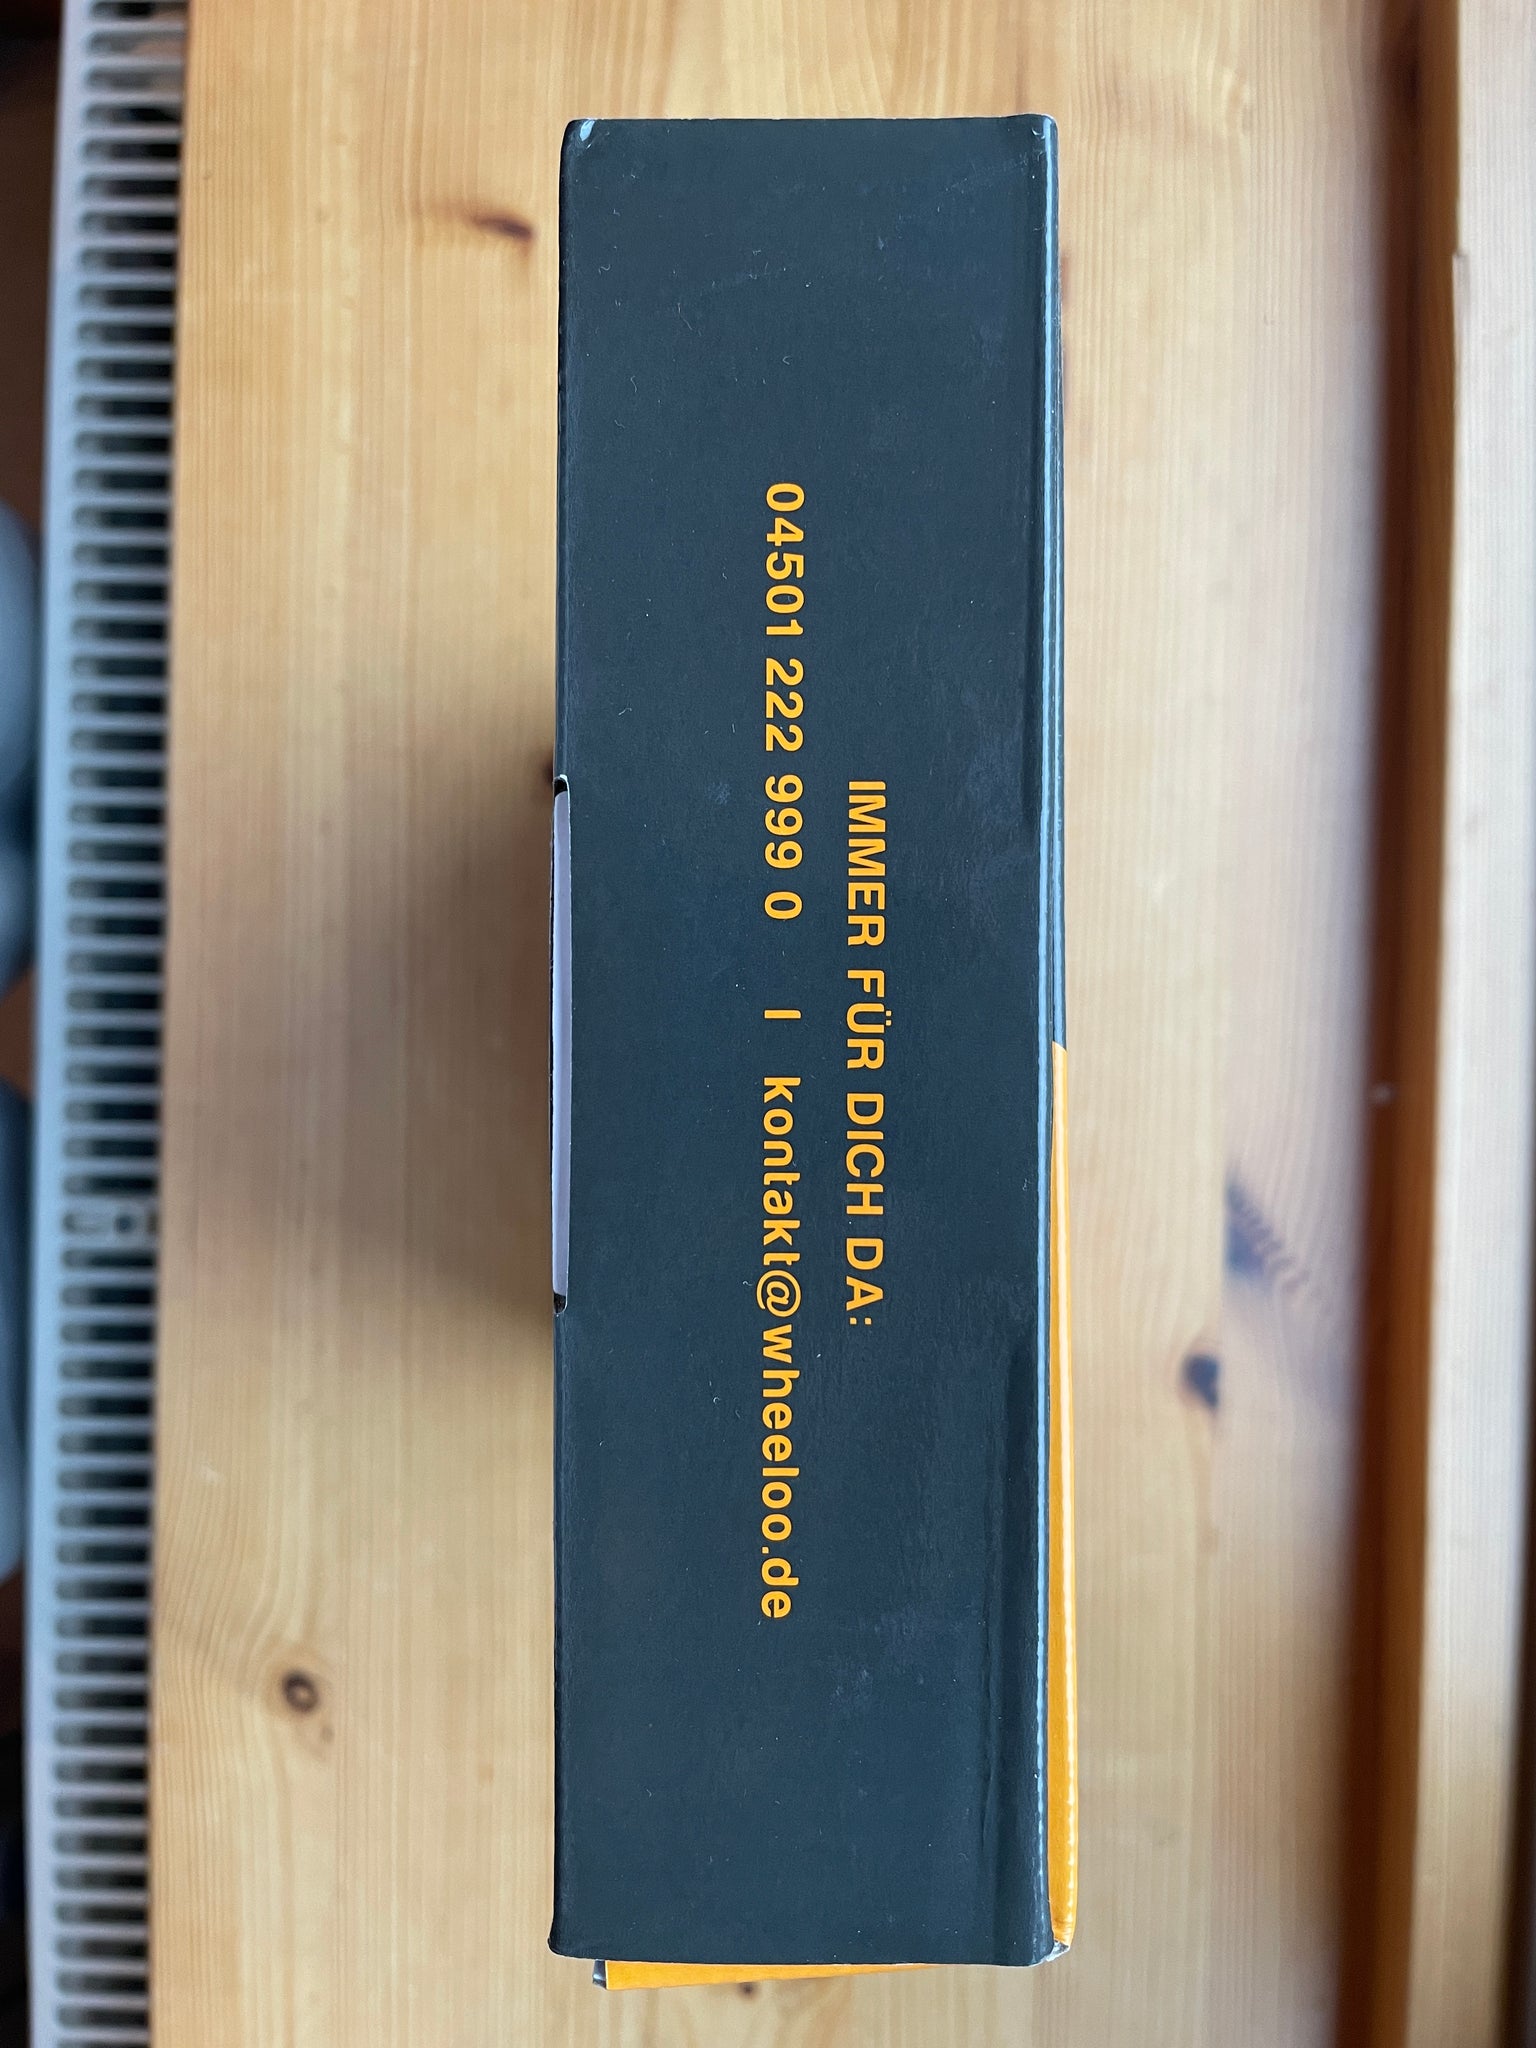 IMMER FÜR DICH DA:
04501 222 999 0 | kontakt@wheeloo.de